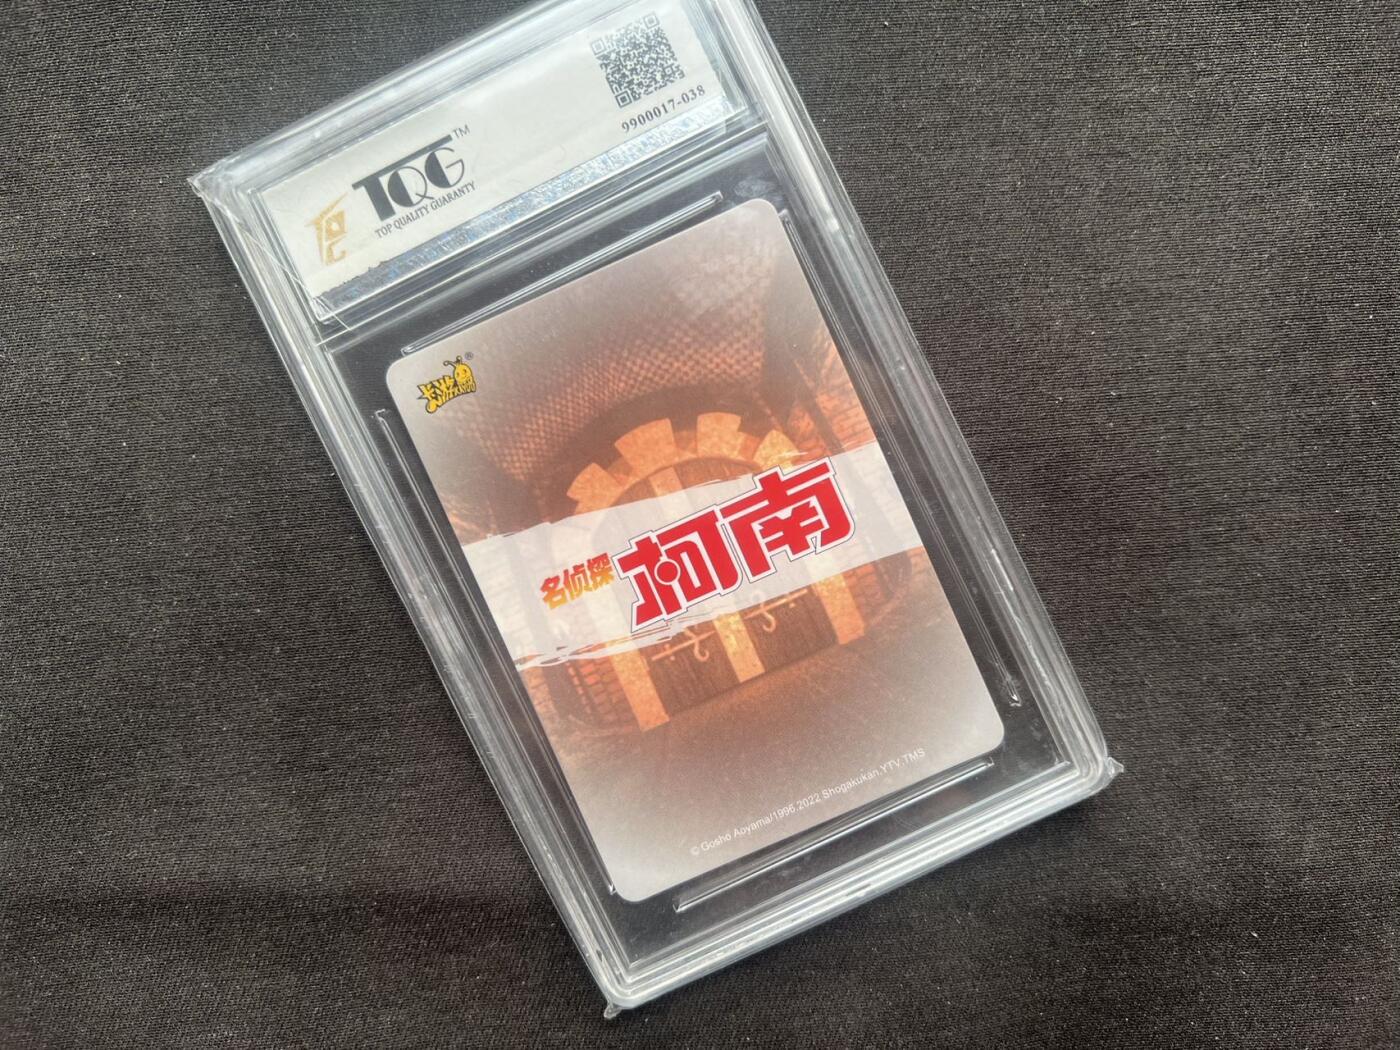 TQG™
TOP QUALITY GUARANTY
9900017-038
卡游®
名侦探
柯南
© Gosho Aoyama/1996,2022 Shogakukan,YTV,TMS